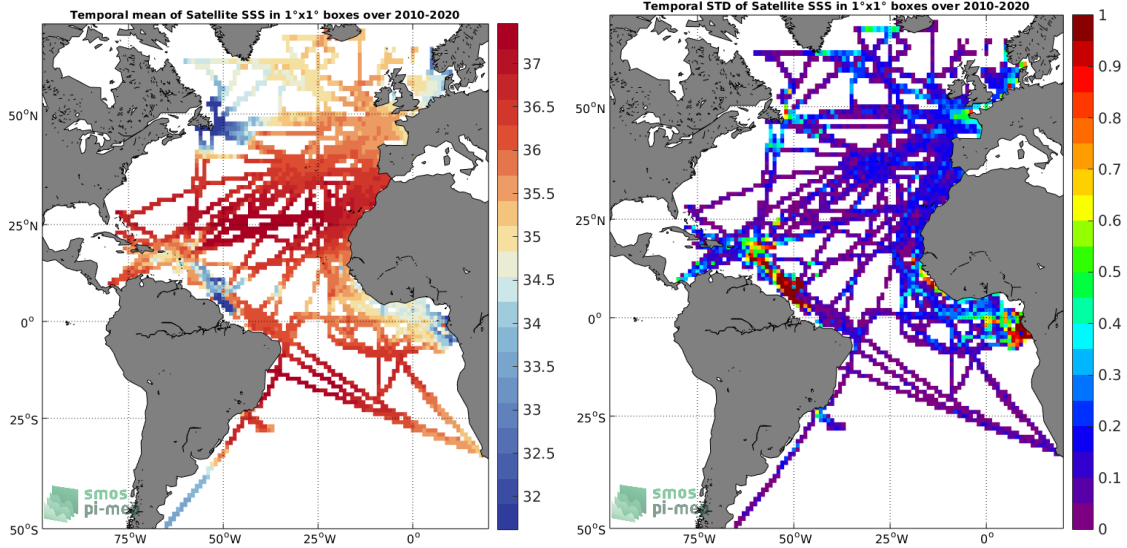 Temporal mean of Satellite SSS in 1°x1° boxes over 2010-2020
50°N
25°N
0°
25°S
50°S
75°W
50°W
25°W
0°
37
36.5
36
35.5
35
34.5
34
33.5
33
32.5
32
smos
pi-mep
Temporal STD of Satellite SSS in 1°x1° boxes over 2010-2020
50°N
25°N
0°
25°S
50°S
75°W
50°W
25°W
0°
1
0.9
0.8
0.7
0.6
0.5
0.4
0.3
0.2
0.1
0
smos
pi-mep